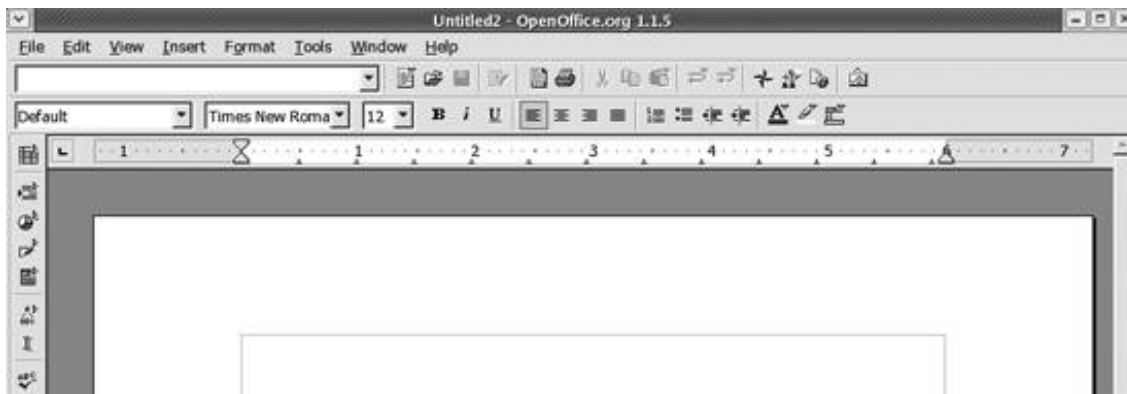 Untitled2 - OpenOffice.org 1.1.5
File Edit View Insert Format Tools Window Help
Default Times New Roma 12 B i U A
1 1 2 3 4 5 6 7
ABC